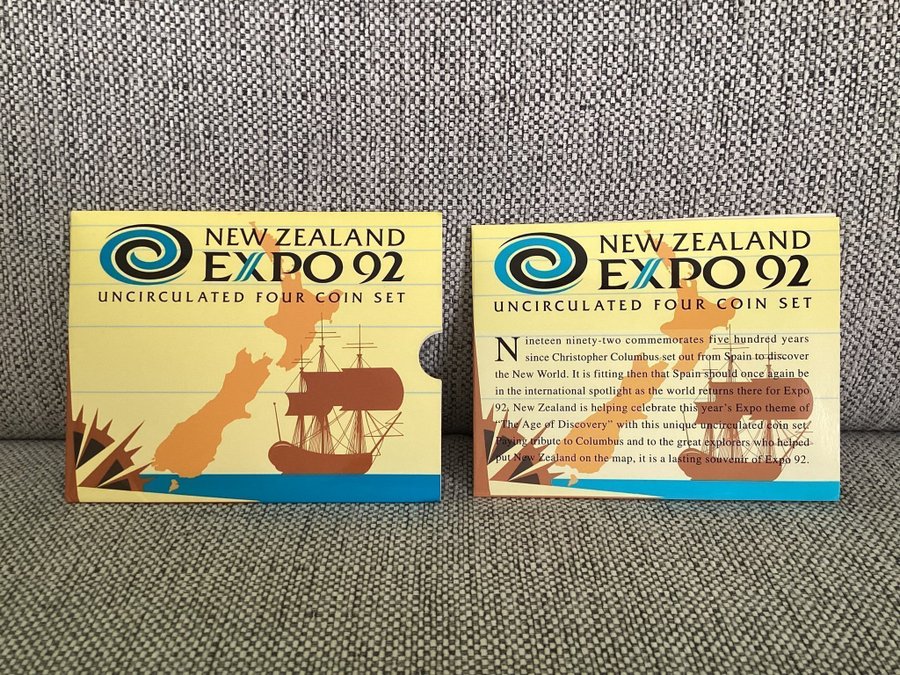 NEW ZEALAND
EXPO 92
UNCIRCULATED FOUR COIN SET
NEW ZEALAND
EXPO 92
UNCIRCULATED FOUR COIN SET
Nineteen ninety-two commemorates five hundred years
since Christopher Columbus set out from Spain to discover
the New World. It is fitting then that Spain should once again be
in the international spotlight as the world returns there for Expo
92. New Zealand is helping celebrate this year's Expo theme of
"The Age of Discovery" with this unique uncirculated coin set.
Paying tribute to Columbus and to the great explorers who helped
put New Zealand on the map, it is a lasting souvenir of Expo 92.